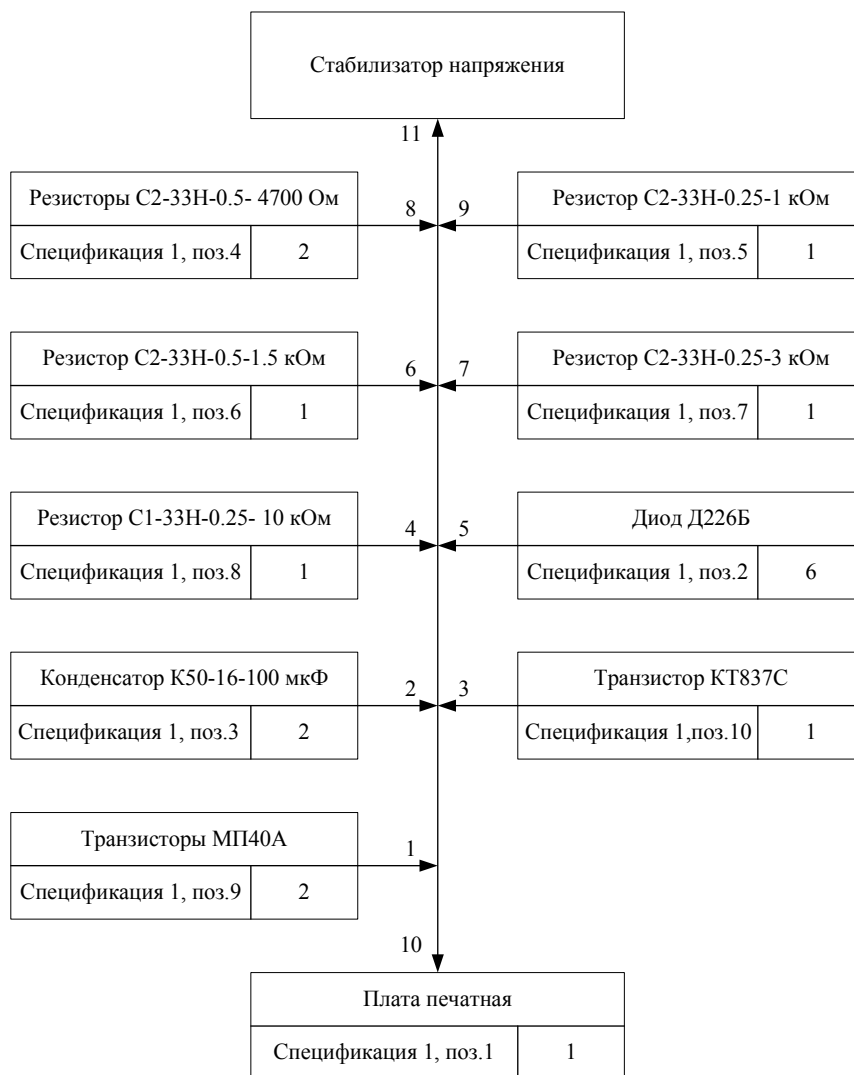 Стабилизатор напряжения
11
Резисторы С2-33Н-0.5- 4700 Ом
8
9
Резистор С2-33Н-0.25-1 кОм
Спецификация 1, поз.4
2
Спецификация 1, поз.5
1
Резистор С2-33Н-0.5-1.5 кОм
6
7
Резистор С2-33Н-0.25-3 кОм
Спецификация 1, поз.6
1
Спецификация 1, поз.7
1
Резистор С1-33Н-0.25- 10 кОм
4
5
Диод Д226Б
Спецификация 1, поз.8
1
Спецификация 1, поз.2
6
Конденсатор К50-16-100 мкФ
2
3
Транзистор КТ837С
Спецификация 1, поз.3
2
Спецификация 1,поз.10
1
Транзисторы МП40А
1
Спецификация 1, поз.9
2
10
Плата печатная
Спецификация 1, поз.1
1